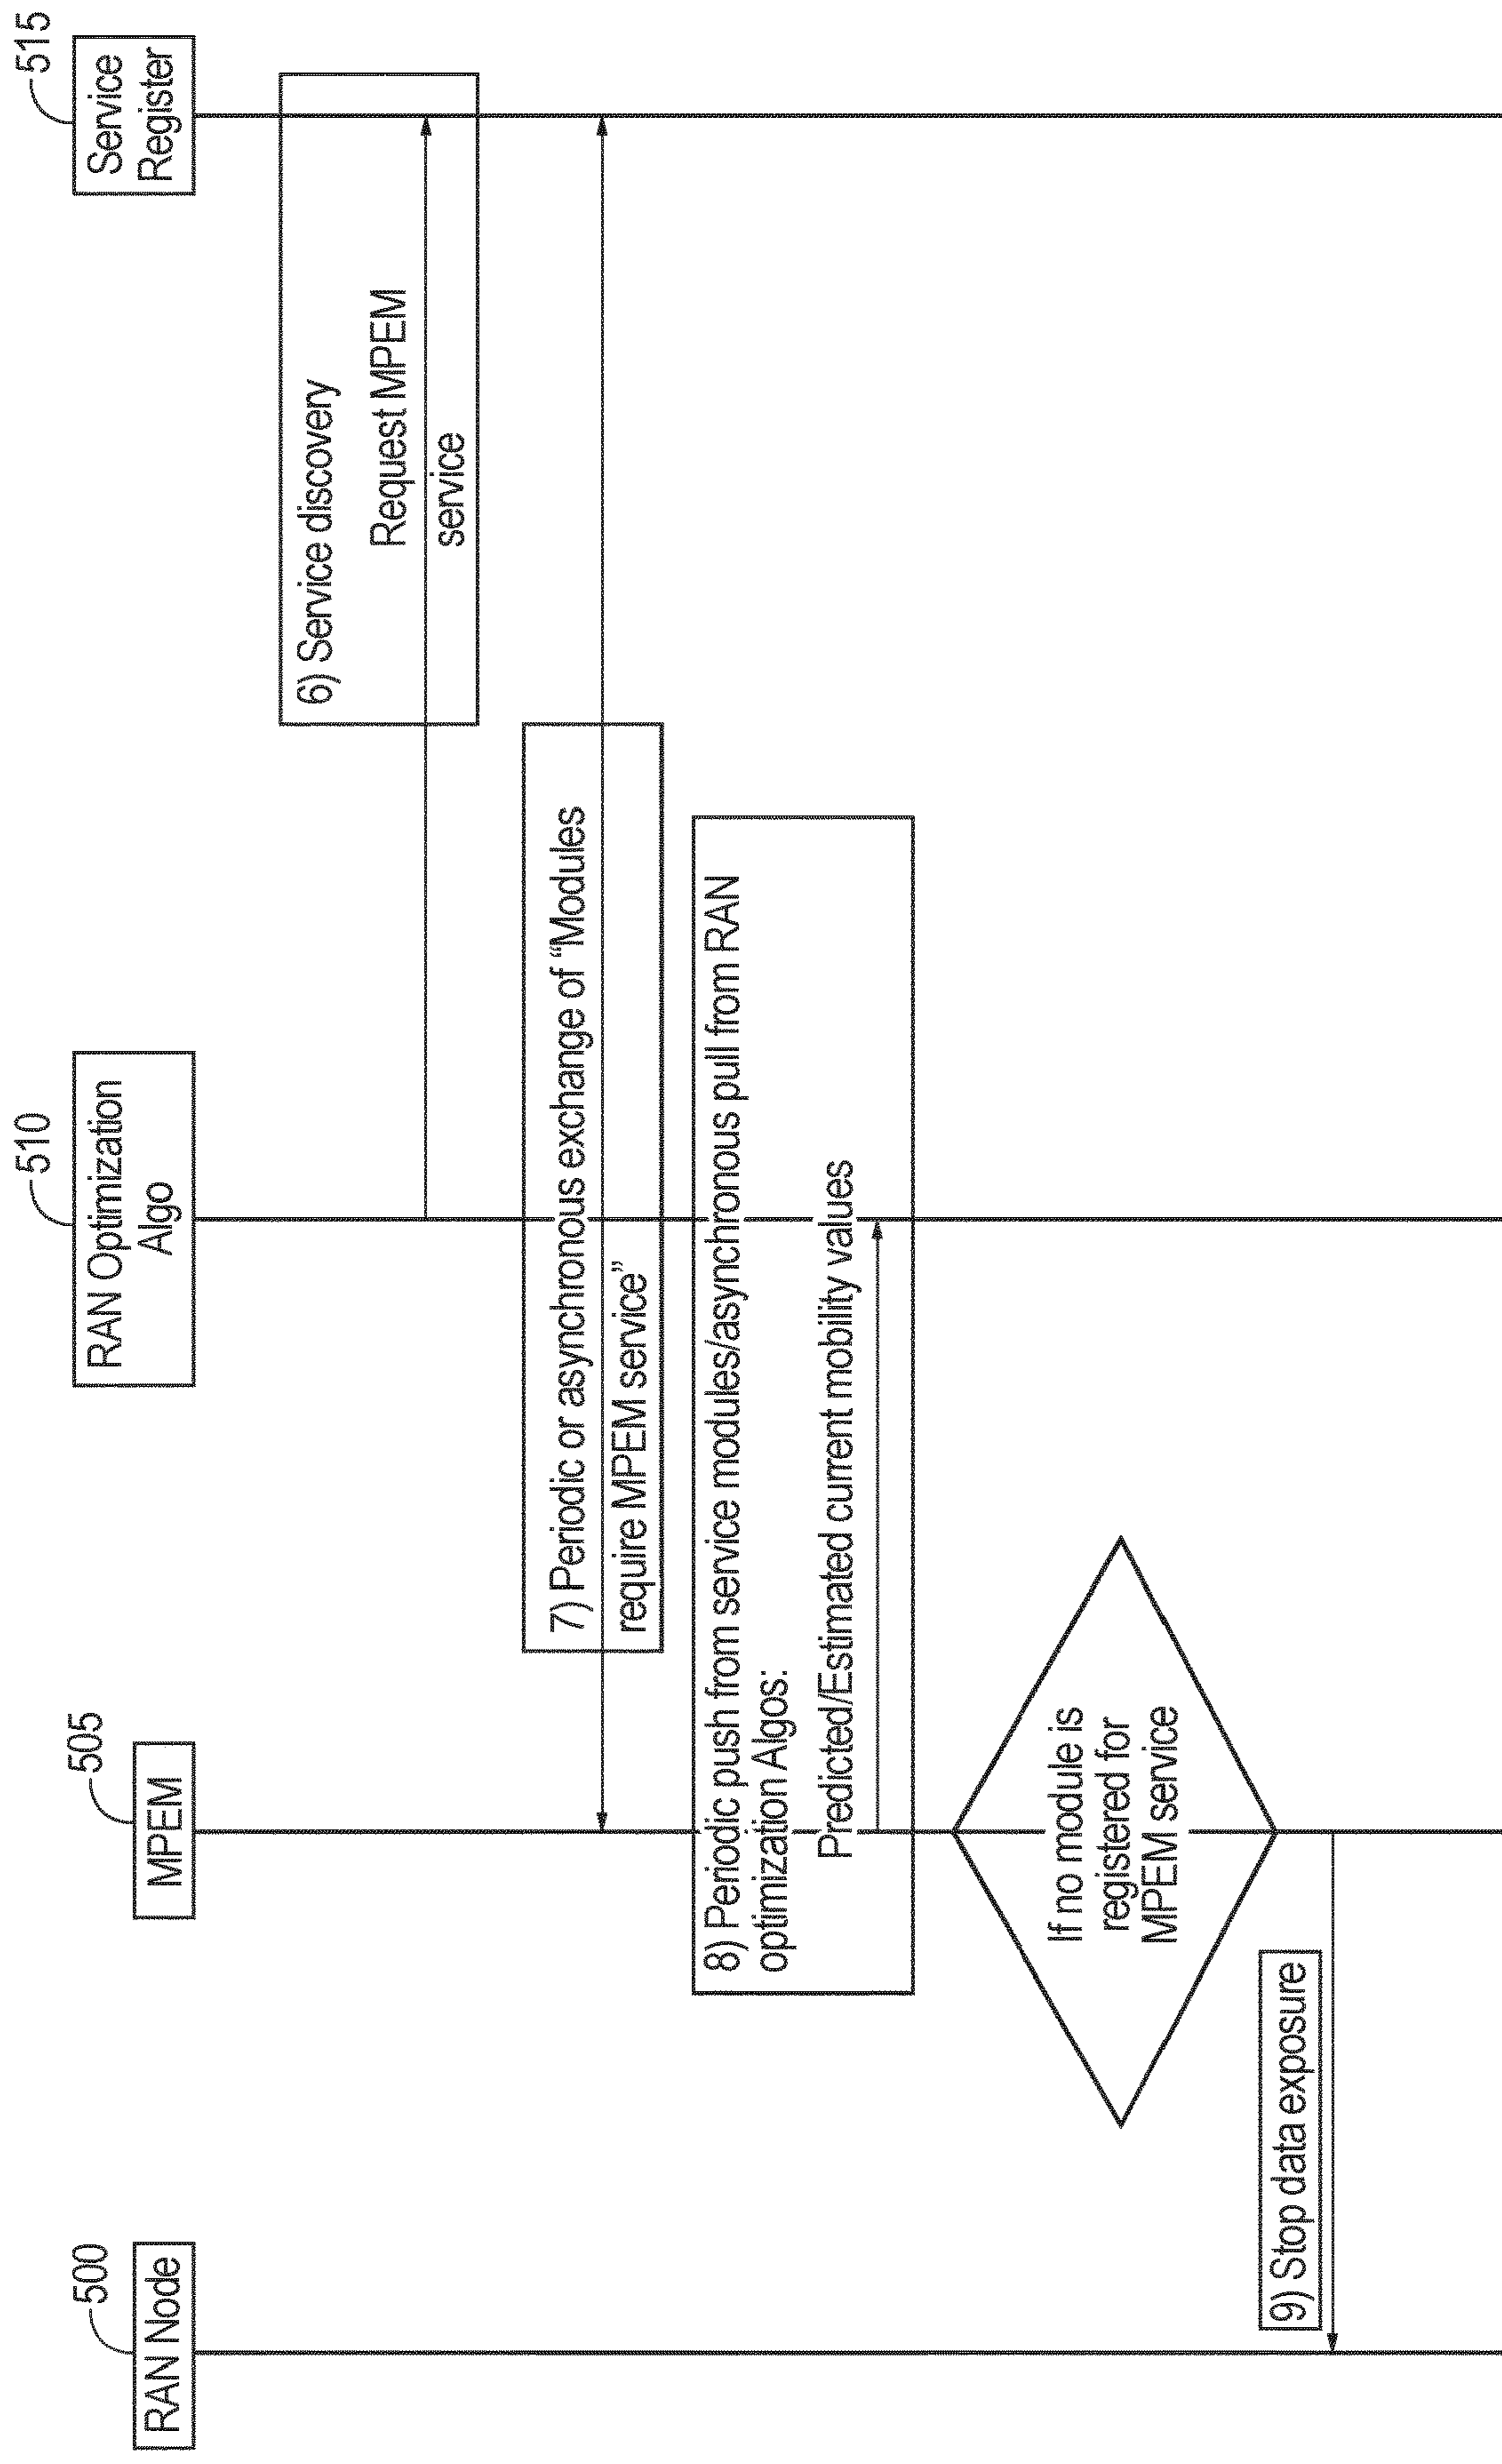 500
RAN Node
505
MPEM
510
RAN Optimization
Algo
515
Service
Register
6) Service discovery
Request MPEM
service
7) Periodic or asynchronous exchange of “Modules
require MPEM service”
8) Periodic push from service modules/asynchronous pull from RAN
optimization Algos:
Predicted/Estimated current mobility values
If no module is
registered for
MPEM service
9) Stop data exposure